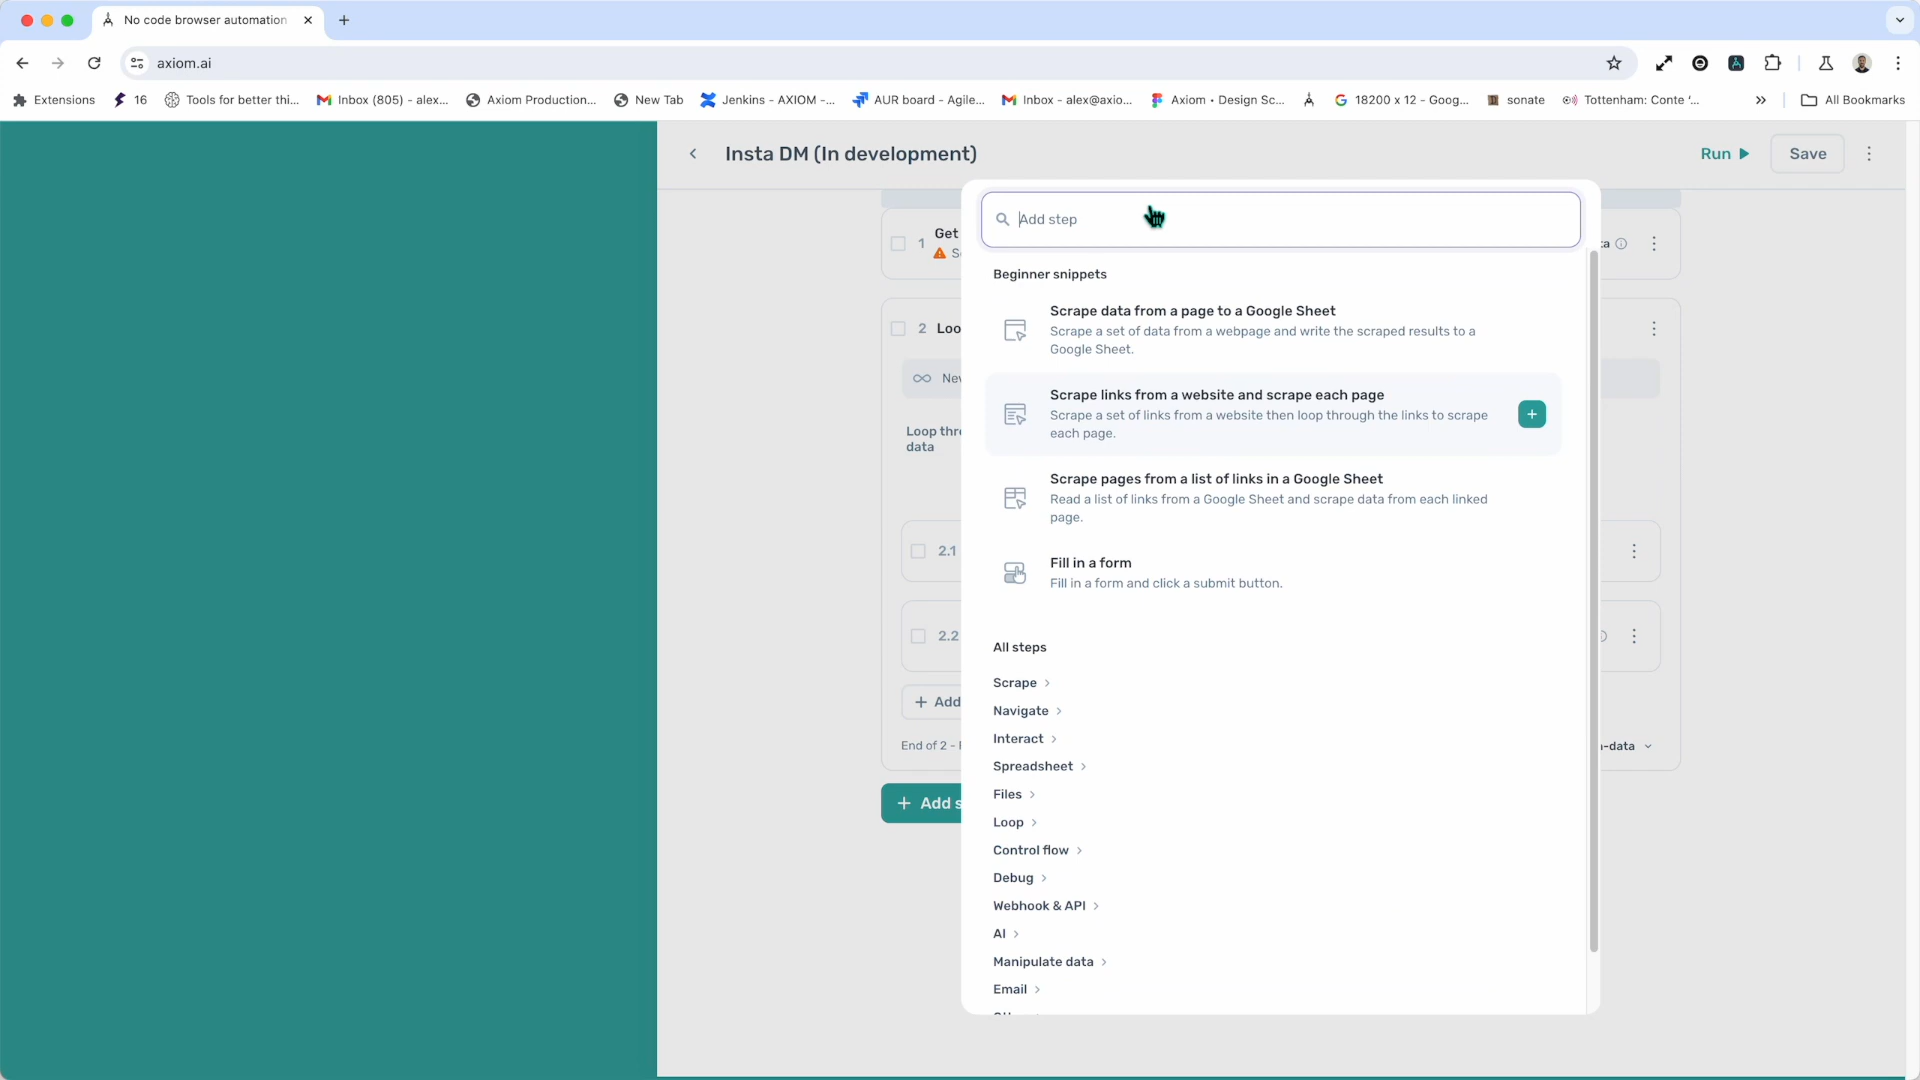 No code browser automation
axiom.ai
Extensions
16
Tools for better thi...
Inbox (805) - alex...
Axiom Production...
New Tab
Jenkins - AXIOM -...
AUR board - Agile...
Inbox - alex@axio...
Axiom • Design Sc...
18200 x 12 - Goog...
sonate
Tottenham: Conte '...
All Bookmarks
Insta DM (In development)
Run
Save
Add step
1 Get
Beginner snippets
Scrape data from a page to a Google Sheet
Scrape a set of data from a webpage and write the scraped results to a
Google Sheet.
2 Loo
Nev
Scrape links from a website and scrape each page
Scrape a set of links from a website then loop through the links to scrape
each page.
Loop thr
data
Scrape pages from a list of links in a Google Sheet
Read a list of links from a Google Sheet and scrape data from each linked
page.
2.1
Fill in a form
Fill in a form and click a submit button.
2.2
All steps
Scrape
Add
Navigate
Interact
End of 2 -
-data
Spreadsheet
Files
Add s
Loop
Control flow
Debug
Webhook & API
AI
Manipulate data
Email